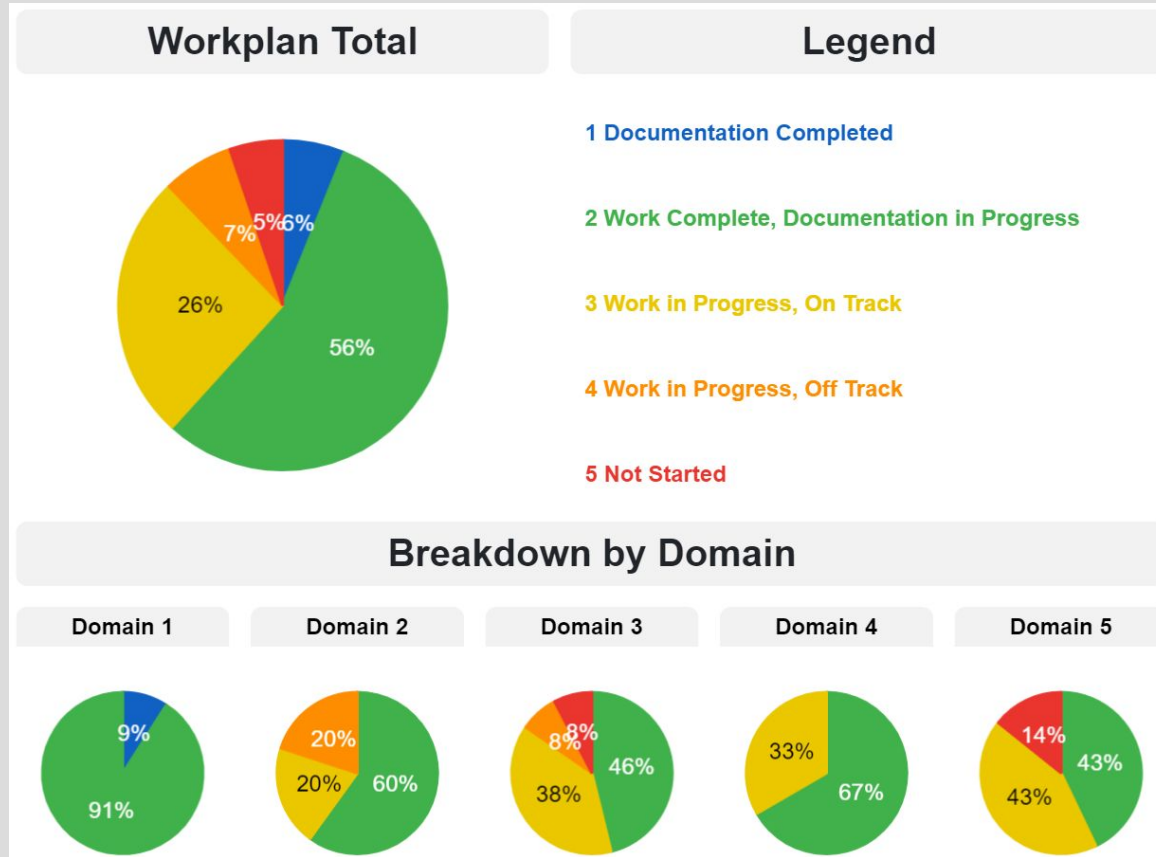 Workplan Total
Legend
1 Documentation Completed
2 Work Complete, Documentation in Progress
3 Work in Progress, On Track
4 Work in Progress, Off Track
5 Not Started
5%
6%
7%
26%
56%
Breakdown by Domain
Domain 1
Domain 2
Domain 3
Domain 4
Domain 5
9%
91%
20%
20%
60%
8%
8%
46%
38%
33%
67%
14%
43%
43%